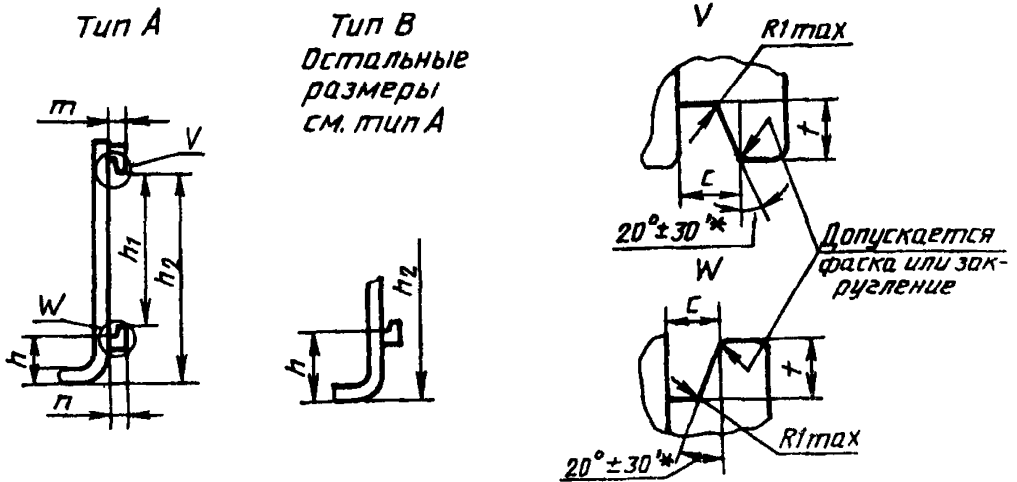 Тип А
m
V
h1
h2
W
h
n
Тип В
Остальные
размеры
см. тип А
h2
h
V
R1max
t
c
20°±30′*
Допускается
фаска или зак-
ругление
W
c
t
R1max
20°±30′*